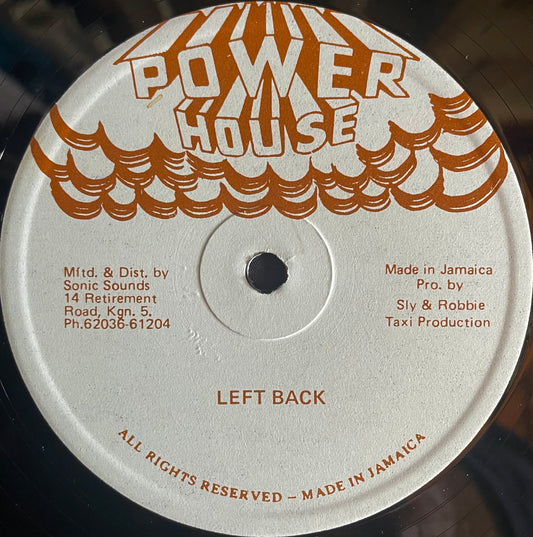 POWER
HOUSE
Mftd. & Dist. by
Sonic Sounds
14 Retirement
Road, Kgn. 5.
Ph.62036-61204
Made in Jamaica
Pro. by
Sly & Robbie
Taxi Production
LEFT BACK
ALL RIGHTS RESERVED – MADE IN JAMAICA